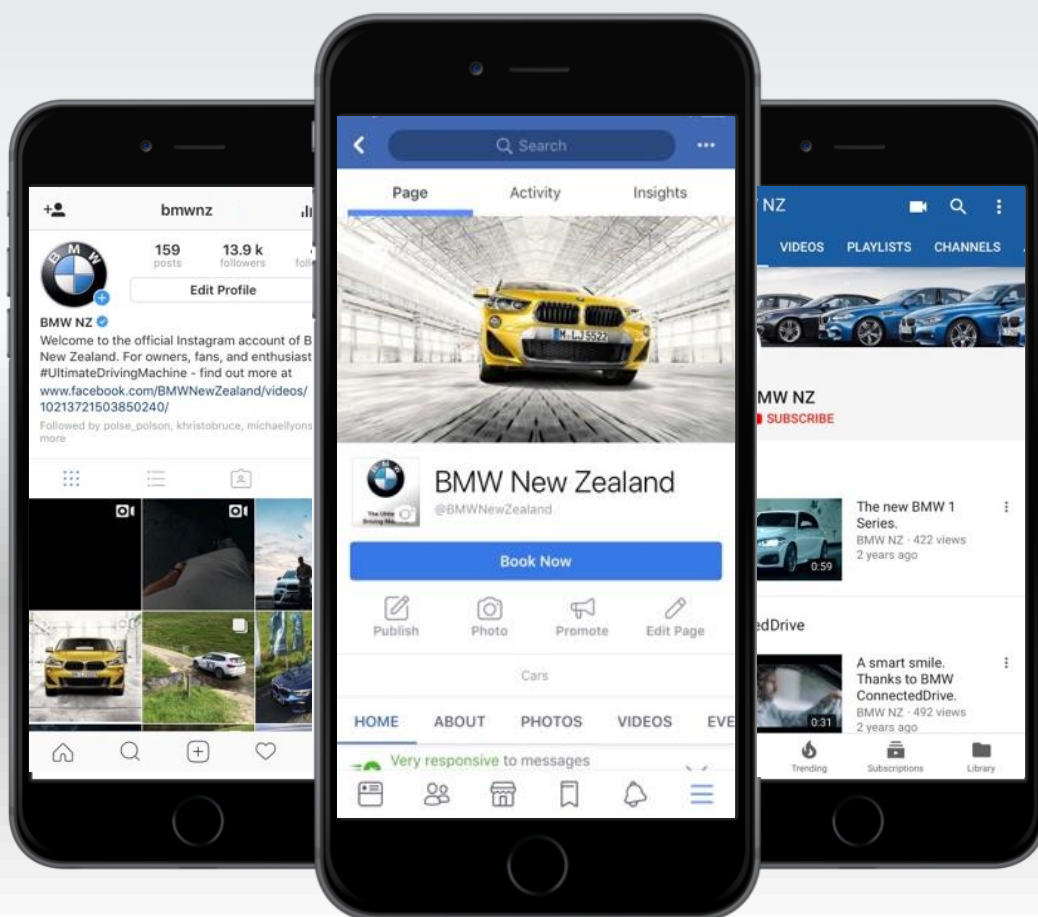 bmwnz
159
13.9 k
posts
followers
Edit Profile
BMW NZ
Welcome to the official Instagram account of B
New Zealand. For owners, fans, and enthusiast
#UltimateDrivingMachine - find out more at
www.facebook.com/BMWNewZealand/videos/
10213721503850240/
Followed by polse_polson, khristobruce, michaellyons
more
Search
Page Activity Insights
M·LJ 5522
BMW New Zealand
@BMWNewZealand
Book Now
Publish Photo Promote Edit Page
Cars
HOME ABOUT PHOTOS VIDEOS EVE
Very responsive to messages
NZ
VIDEOS PLAYLISTS CHANNELS
MW NZ
SUBSCRIBE
The new BMW 1
Series.
BMW NZ · 422 views
2 years ago
0:59
edDrive
A smart smile.
Thanks to BMW
ConnectedDrive.
BMW NZ · 492 views
2 years ago
0:31
Trending Subscriptions Library